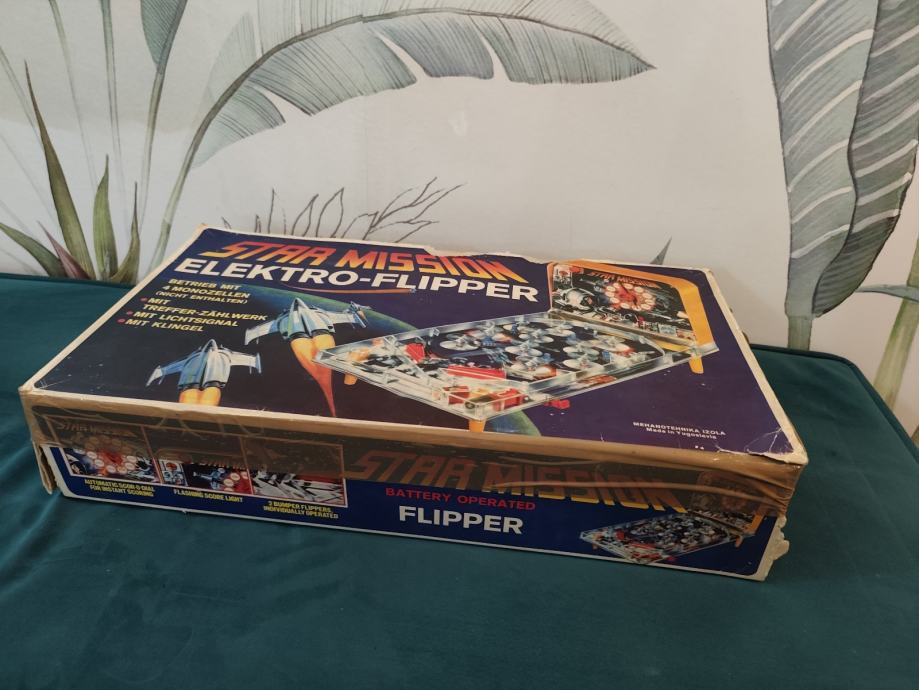 STAR MISSION
ELEKTRO-FLIPPER
BETRIEB MIT
4 MONOZELLEN
(NICHT ENTHALTEN)
• MIT
TREFFER-ZÄHLWERK
• MIT LICHTSIGNAL
• MIT KLINGEL
STAR MISSION
MEHANOTEHNIKA IZOLA
Made in Yugoslavia
STAR MISSION
STAR MISSION
BATTERY OPERATED
FLIPPER
AUTOMATIC SCOR-O-DIAL
FOR INSTANT SCORING
FLASHING SCORE LIGHT
2 BUMPER FLIPPERS,
INDIVIDUALLY OPERATED